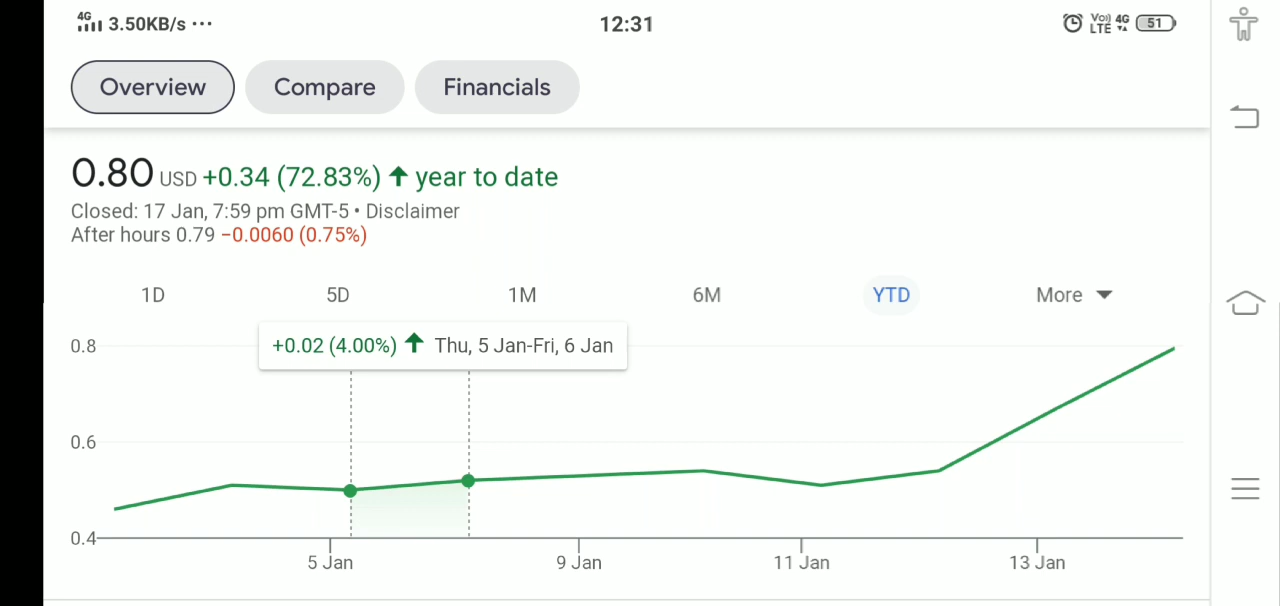 4G 3.50KB/s ··· 12:31 Vo) LTE 4G 51
Overview Compare Financials
0.80 USD +0.34 (72.83%) ↑ year to date
Closed: 17 Jan, 7:59 pm GMT-5 • Disclaimer
After hours 0.79 −0.0060 (0.75%)
1D 5D 1M 6M YTD More
+0.02 (4.00%) ↑ Thu, 5 Jan-Fri, 6 Jan
0.8
0.6
0.4
5 Jan 9 Jan 11 Jan 13 Jan